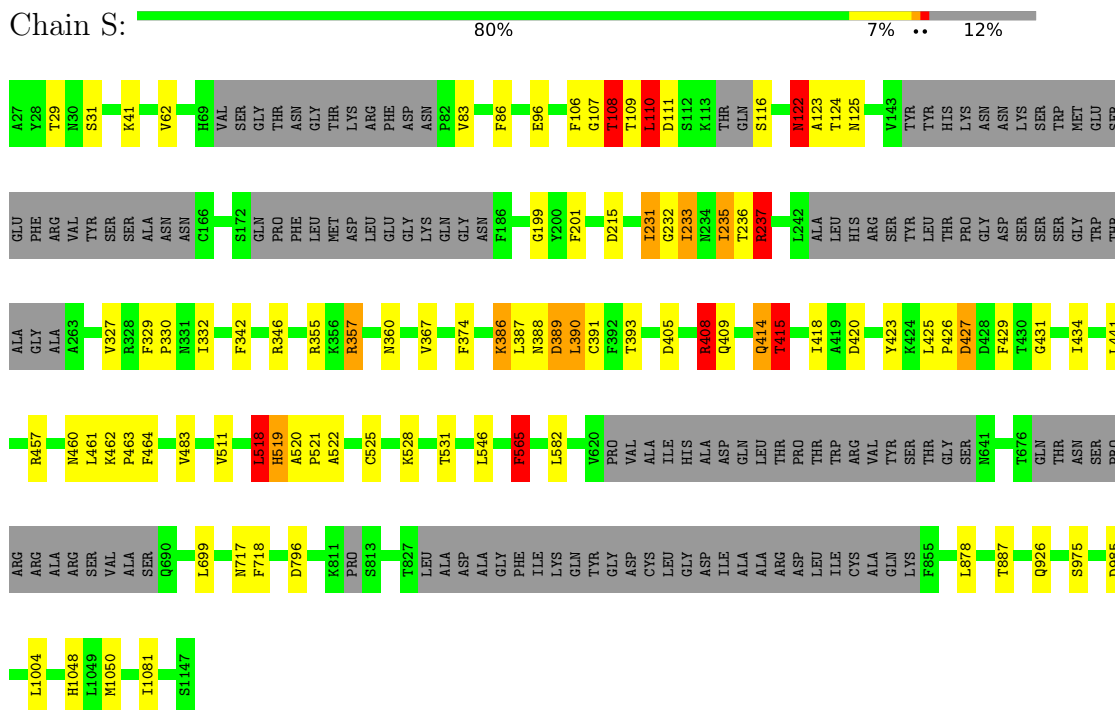 Chain S:
80% 7% •• 12%
A27 Y28 T29 N30 S31 K41 V62 H69 VAL SER GLY THR ASN GLY THR LYS ARG PHE ASP ASP ASN P82 V83 F86 E96 F106 G107 T108 T109 L110 D111 S112 K113 THR GLN S116 N122 A123 T124 N125 V143 TYR TYR HIS LYS ASN ASN LYS SER SER TRP MET GLU SER
GLU PHE ARG VAL TYR SER SER ALA ASN ASN C166 S172 GLN PRO PHE LEU MET ASP LEU GLU GLY LYS GLN GLY ASN F186 G199 Y200 F201 D215 I231 G232 I233 N234 I235 T236 R237 L242 ALA LEU HIS ARG SER TYR LEU THR PRO GLY ASP SER SER SER GLY TRP THR
ALA GLY ALA A263 V327 R328 F329 P330 N331 I332 F342 R346 R355 K356 R357 N360 V367 F374 K386 L387 N388 D389 L390 C391 F392 T393 D405 R408 Q409 Q414 T415 I418 A419 D420 Y423 K424 L425 P426 D427 D428 F429 T430 G431 I434 L441
R457 N460 L461 K462 P463 F464 V483 V511 L518 H519 A520 P521 A522 C525 K528 T531 L546 F565 L582 V620 PRO VAL ALA ILE HIS ALA ASP GLN LEU THR PRO THR TRP ARG VAL TYR SER THR GLY SER N641 T676 GLN THR ASN SER PRO
ARG ARG ALA ARG SER VAL ALA SER Q690 L699 N717 F718 D796 K811 PRO S813 T827 LEU ALA ASP ALA GLY PHE ILE LYS GLN TYR GLY ASP CYS LEU GLY ASP ILE ALA ALA ARG ASP LEU ILE CYS ALA GLN LYS F855 L878 T887 Q926 S975 D985
L1004 H1048 L1049 M1050 I1081 S1147